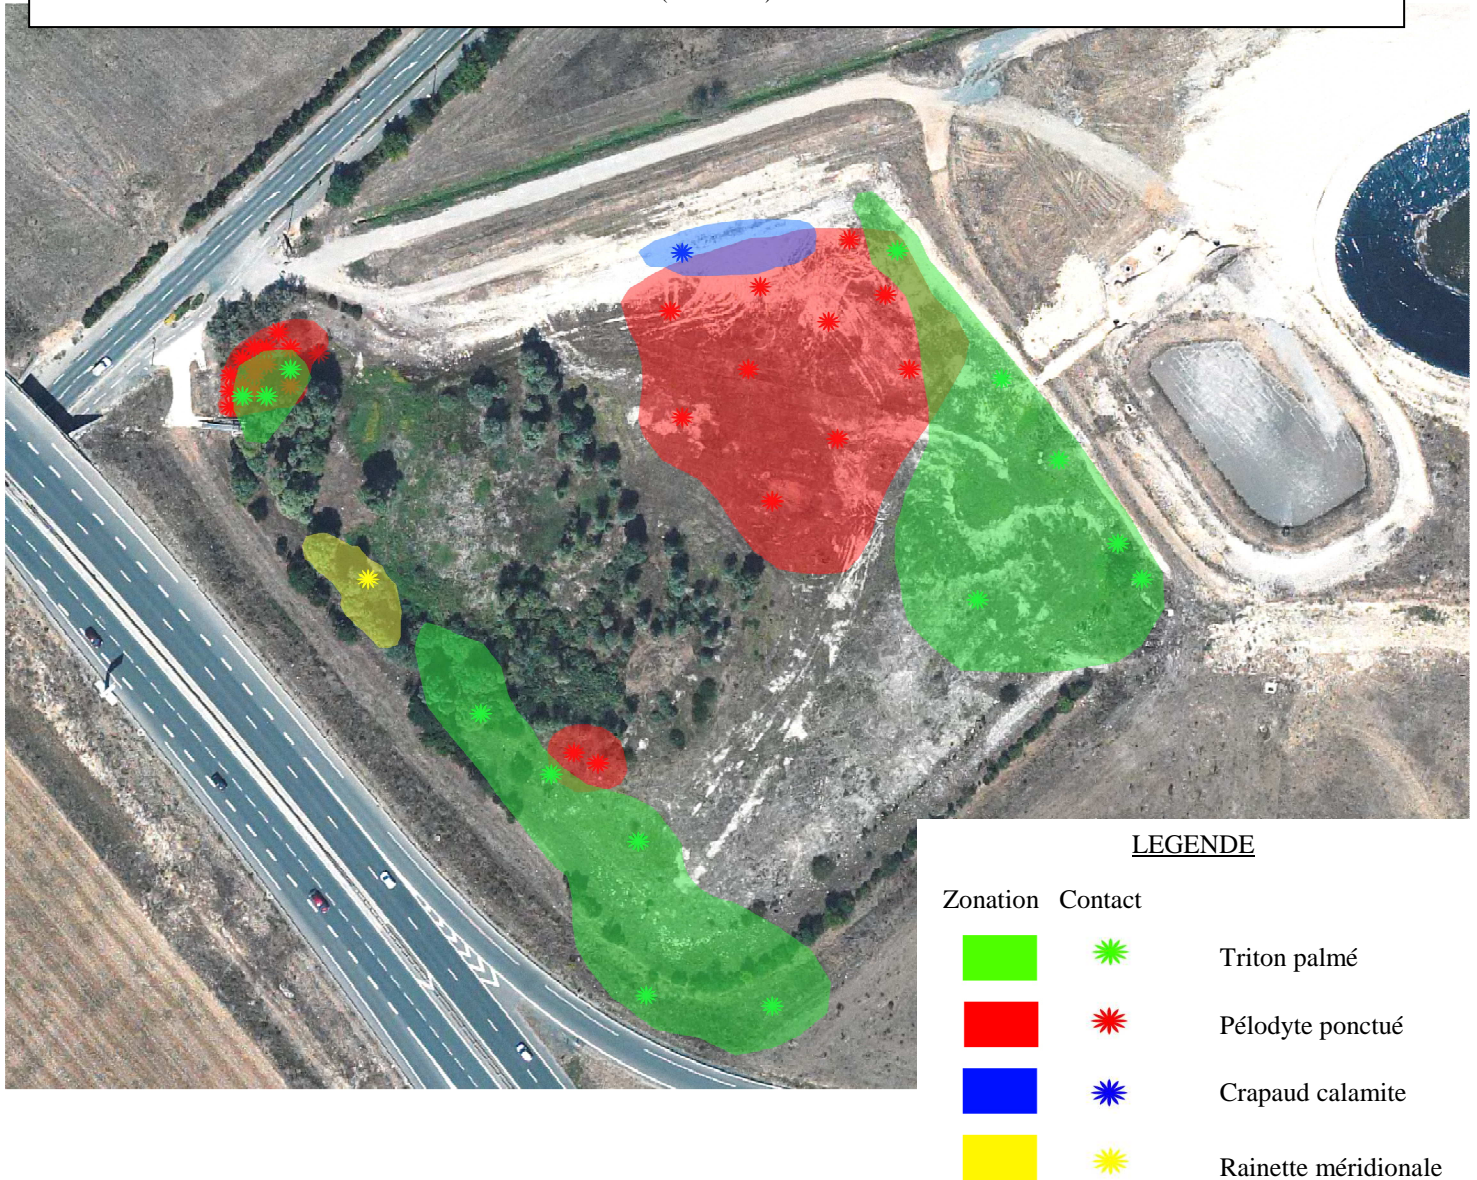 LEGENDE
Zonation Contact
Triton palmé
Pélodyte ponctué
Crapaud calamite
Rainette méridionale